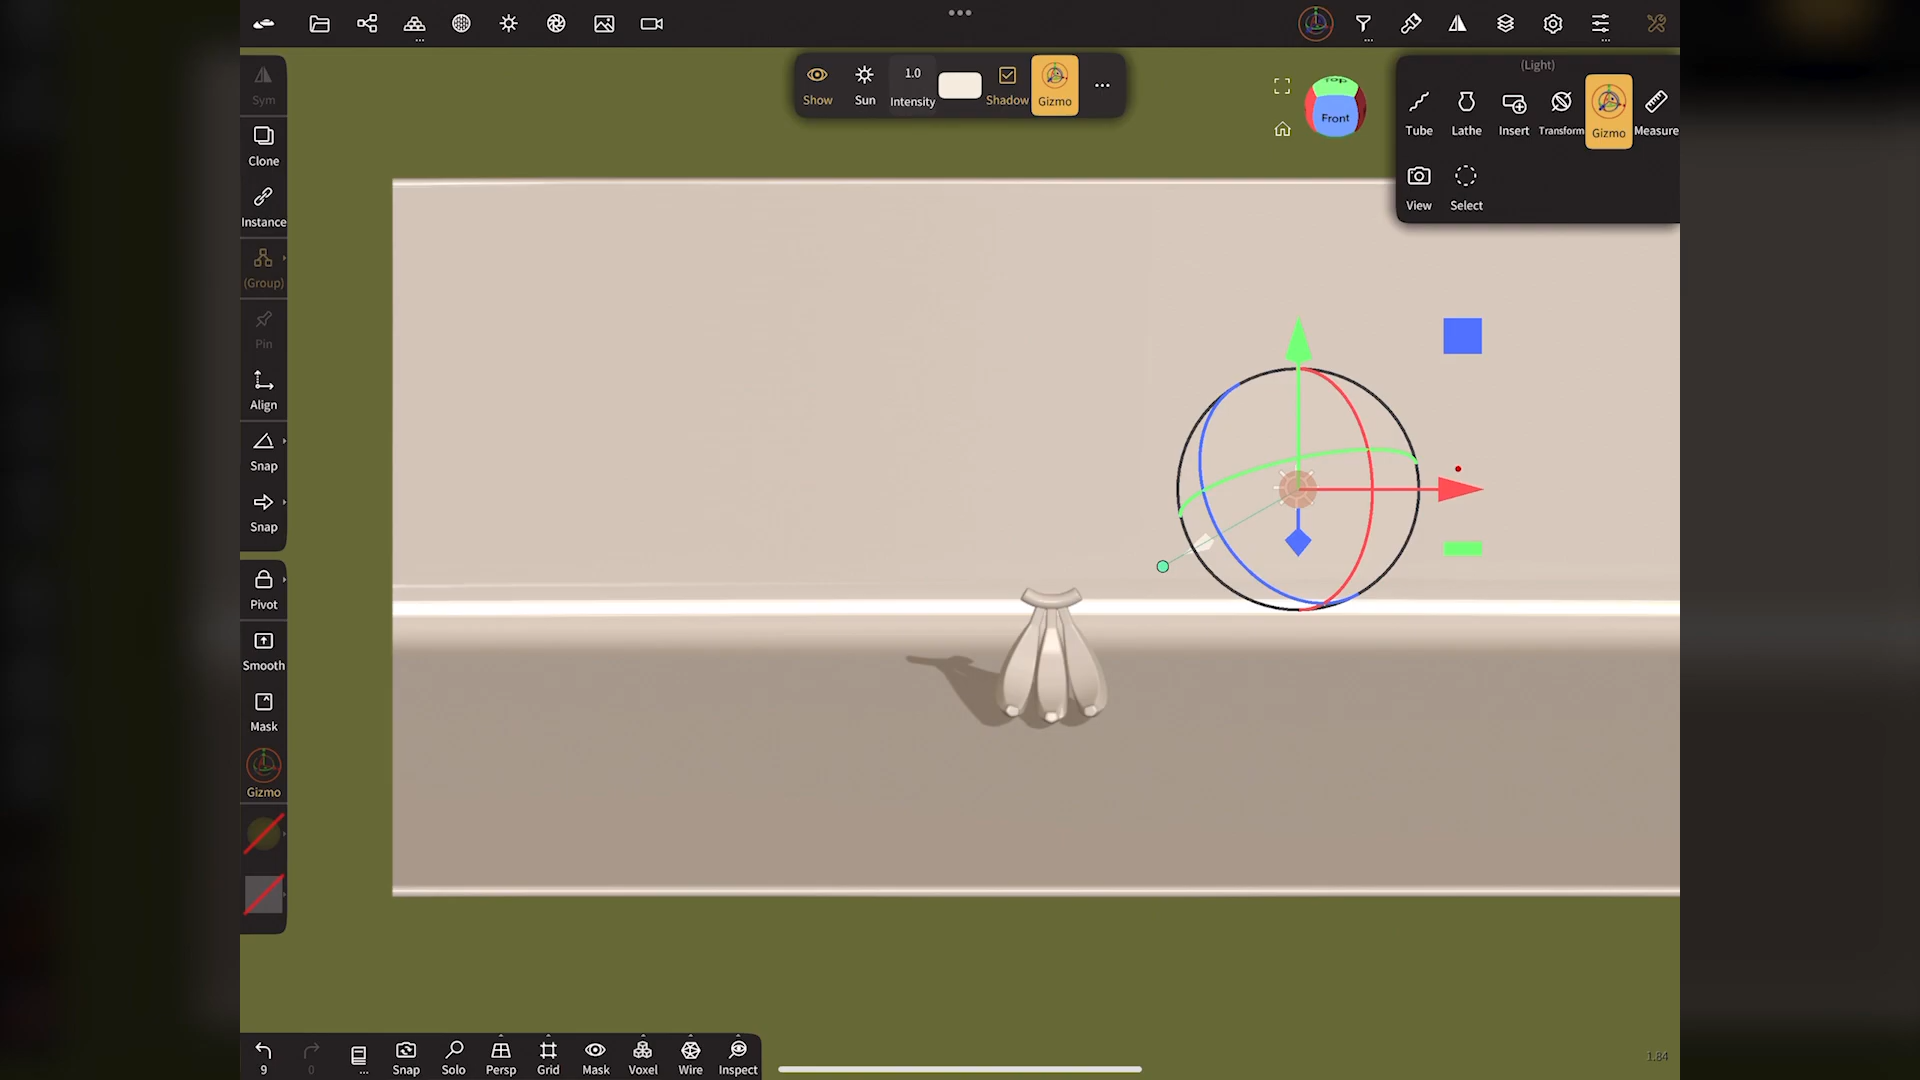 Sym
Clone
Instance
(Group)
Pin
Align
Snap
Snap
Pivot
Smooth
Mask
Gizmo
Show
Sun
1.0
Intensity
Shadow
Gizmo
...
Top
Front
(Light)
Tube
Lathe
Insert
Transform
Gizmo
Measure
View
Select
9
0
...
Snap
Solo
Persp
Grid
Mask
Voxel
Wire
Inspect
1.84